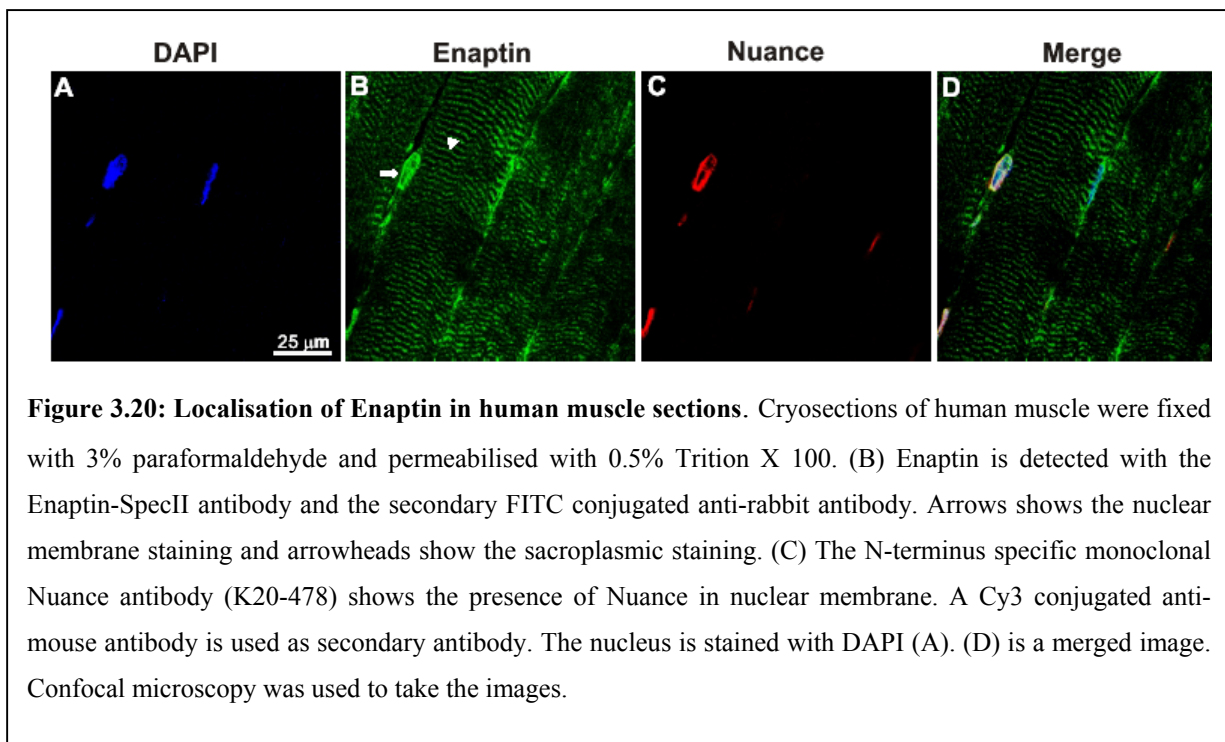 DAPI Enaptin Nuance Merge
A B C D
25 µm
Figure 3.20: Localisation of Enaptin in human muscle sections. Cryosections of human muscle were fixed
with 3% paraformaldehyde and permeabilised with 0.5% Trition X 100. (B) Enaptin is detected with the
Enaptin-SpecII antibody and the secondary FITC conjugated anti-rabbit antibody. Arrows shows the nuclear
membrane staining and arrowheads show the sacroplasmic staining. (C) The N-terminus specific monoclonal
Nuance antibody (K20-478) shows the presence of Nuance in nuclear membrane. A Cy3 conjugated anti-
mouse antibody is used as secondary antibody. The nucleus is stained with DAPI (A). (D) is a merged image.
Confocal microscopy was used to take the images.